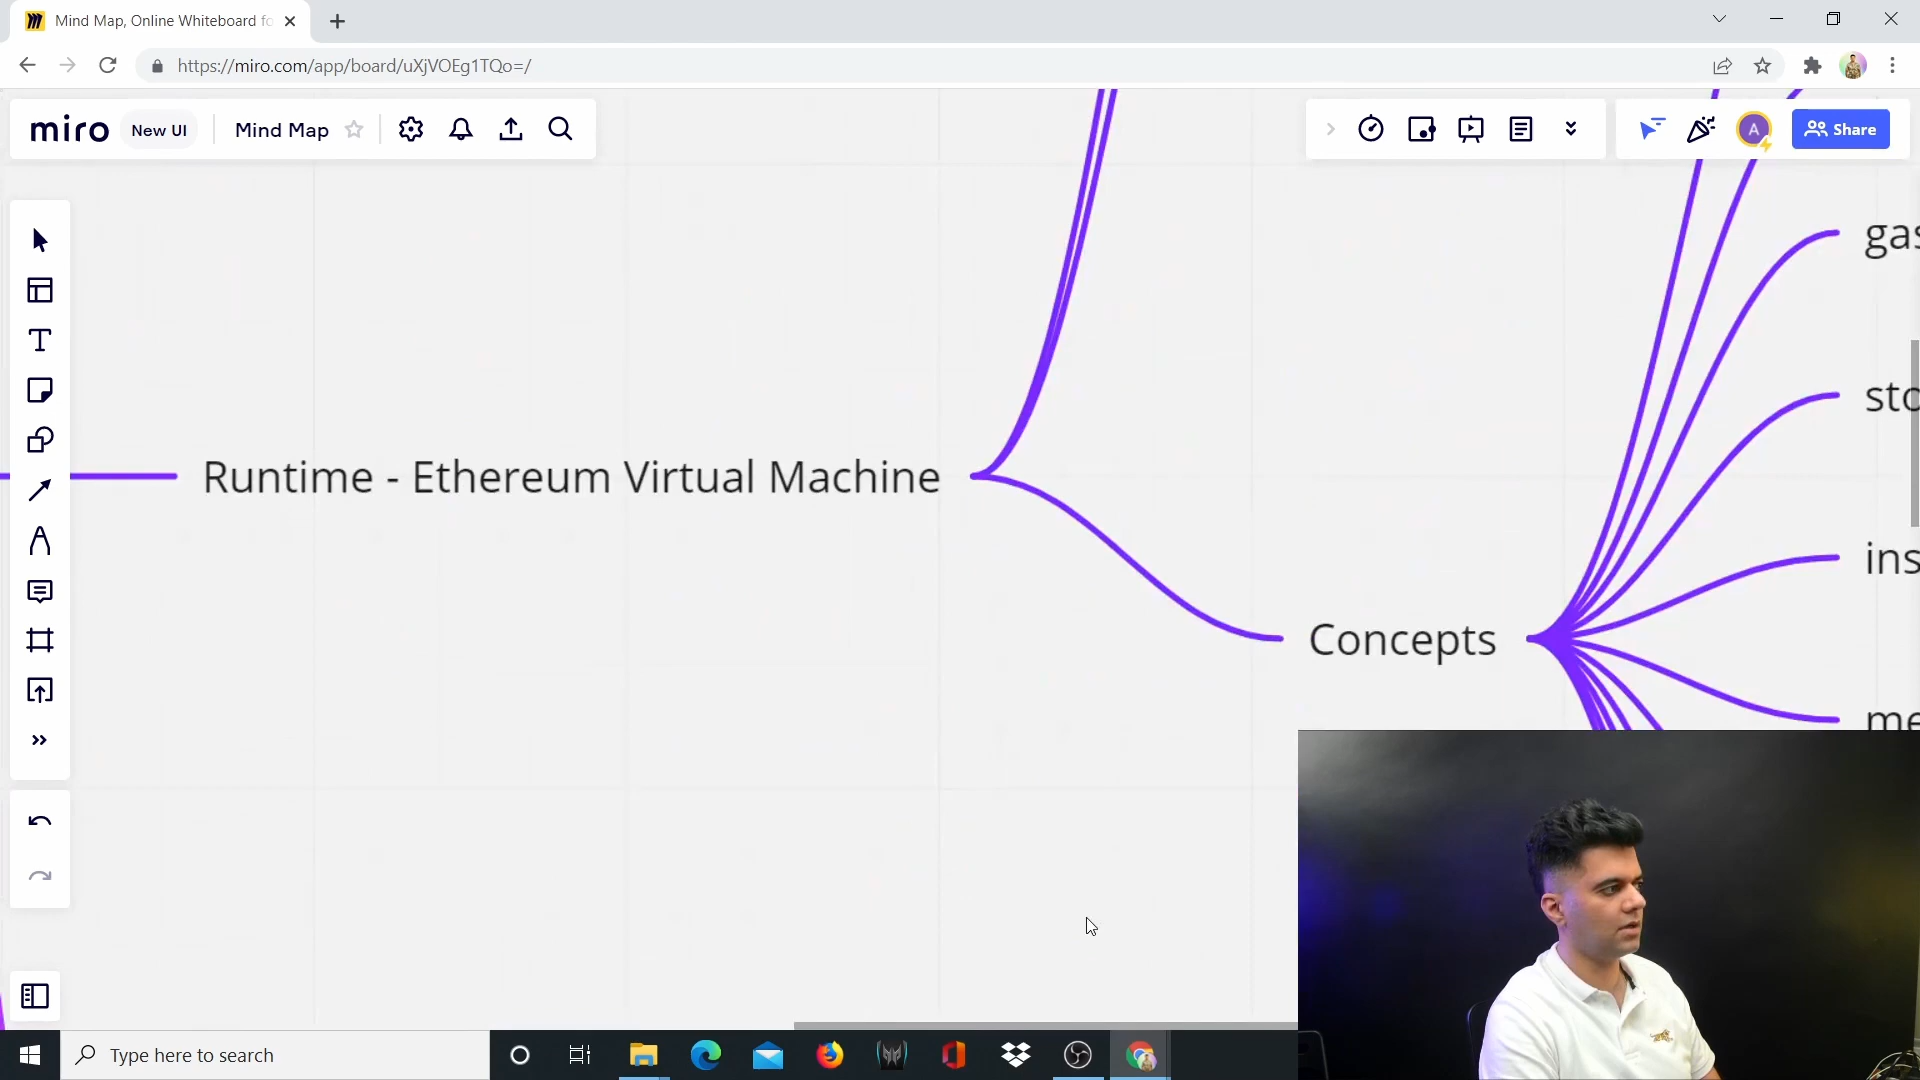 Mind Map, Online Whiteboard fo
https://miro.com/app/board/uXjVOEg1TQo=/
miro New UI Mind Map
A Share
gas
sto
Runtime - Ethereum Virtual Machine
ins
Concepts
me
Type here to search